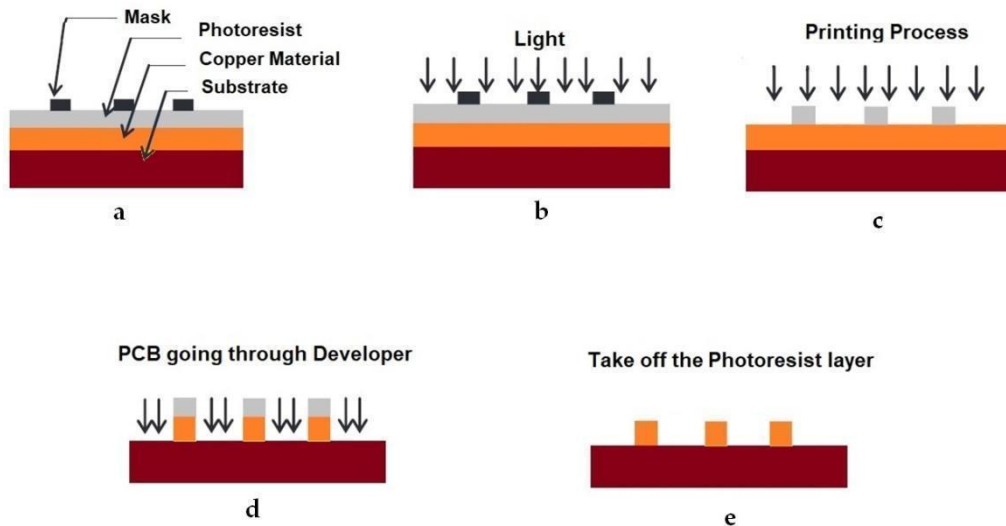 Mask
Photoresist
Copper Material
Substrate
a
Light
b
Printing Process
c
PCB going through Developer
d
Take off the Photoresist layer
e